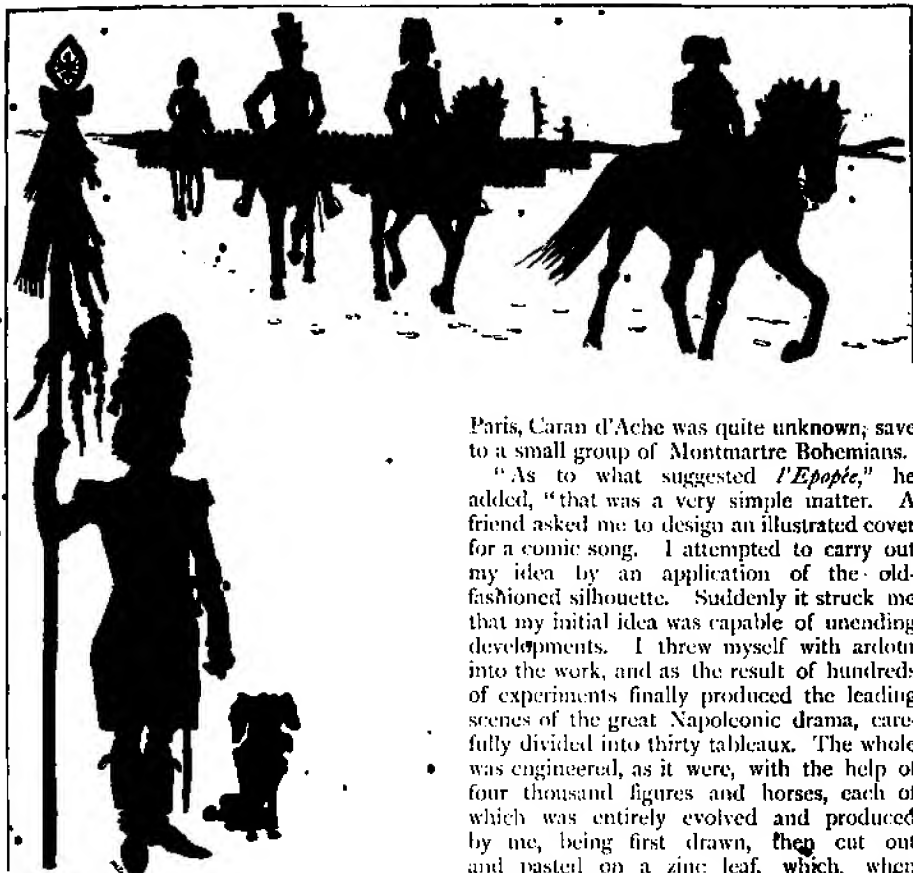 Paris, Caran d'Ache was quite unknown, save
to a small group of Montmartre Bohemians.
"As to what suggested l'Epopée," he
added, "that was a very simple matter. A
friend asked me to design an illustrated cover
for a comic song. I attempted to carry out
my idea by an application of the old-
fashioned silhouette. Suddenly it struck me
that my initial idea was capable of unending
developments. I threw myself with ardour
into the work, and as the result of hundreds
of experiments finally produced the leading
scenes of the great Napoleonic drama, care-
fully divided into thirty tableaux. The whole
was engineered, as it were, with the help of
four thousand figures and horses, each of
which was entirely evolved and produced
by me, being first drawn, then cut out
and pasted on a zinc leaf, which, when